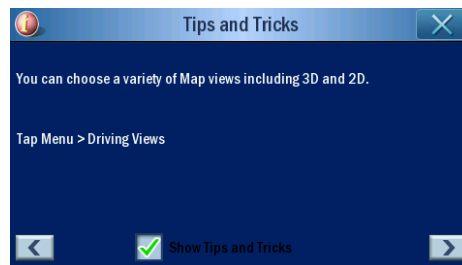 Tips and Tricks
You can choose a variety of Map views including 3D and 2D.
Tap Menu > Driving Views
Show Tips and Tricks